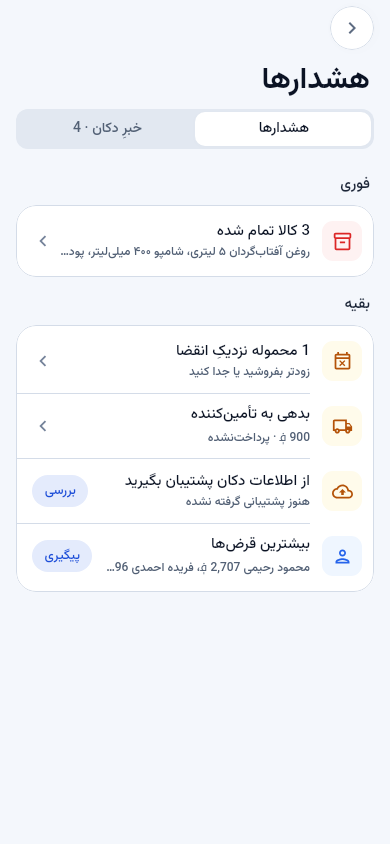 هشدارها
هشدارها
خبرِ دکان · 4
فوری
3 کالا تمام شده
روغن آفتاب‌گردان ۵ لیتری، شامپو ۴۰۰ میلی‌لیتر، پود…
بقیه
1 محموله نزدیکِ انقضا
زودتر بفروشید یا جدا کنید
بدهی به تأمین‌کننده
900 ؋ · پرداخت‌نشده
از اطلاعات دکان پشتیبان بگیرید
هنوز پشتیبانی گرفته نشده
بررسی
بیشترین قرض‌ها
محمود رحیمی 2,707 ؋، فریده احمدی 96…
پیگیری